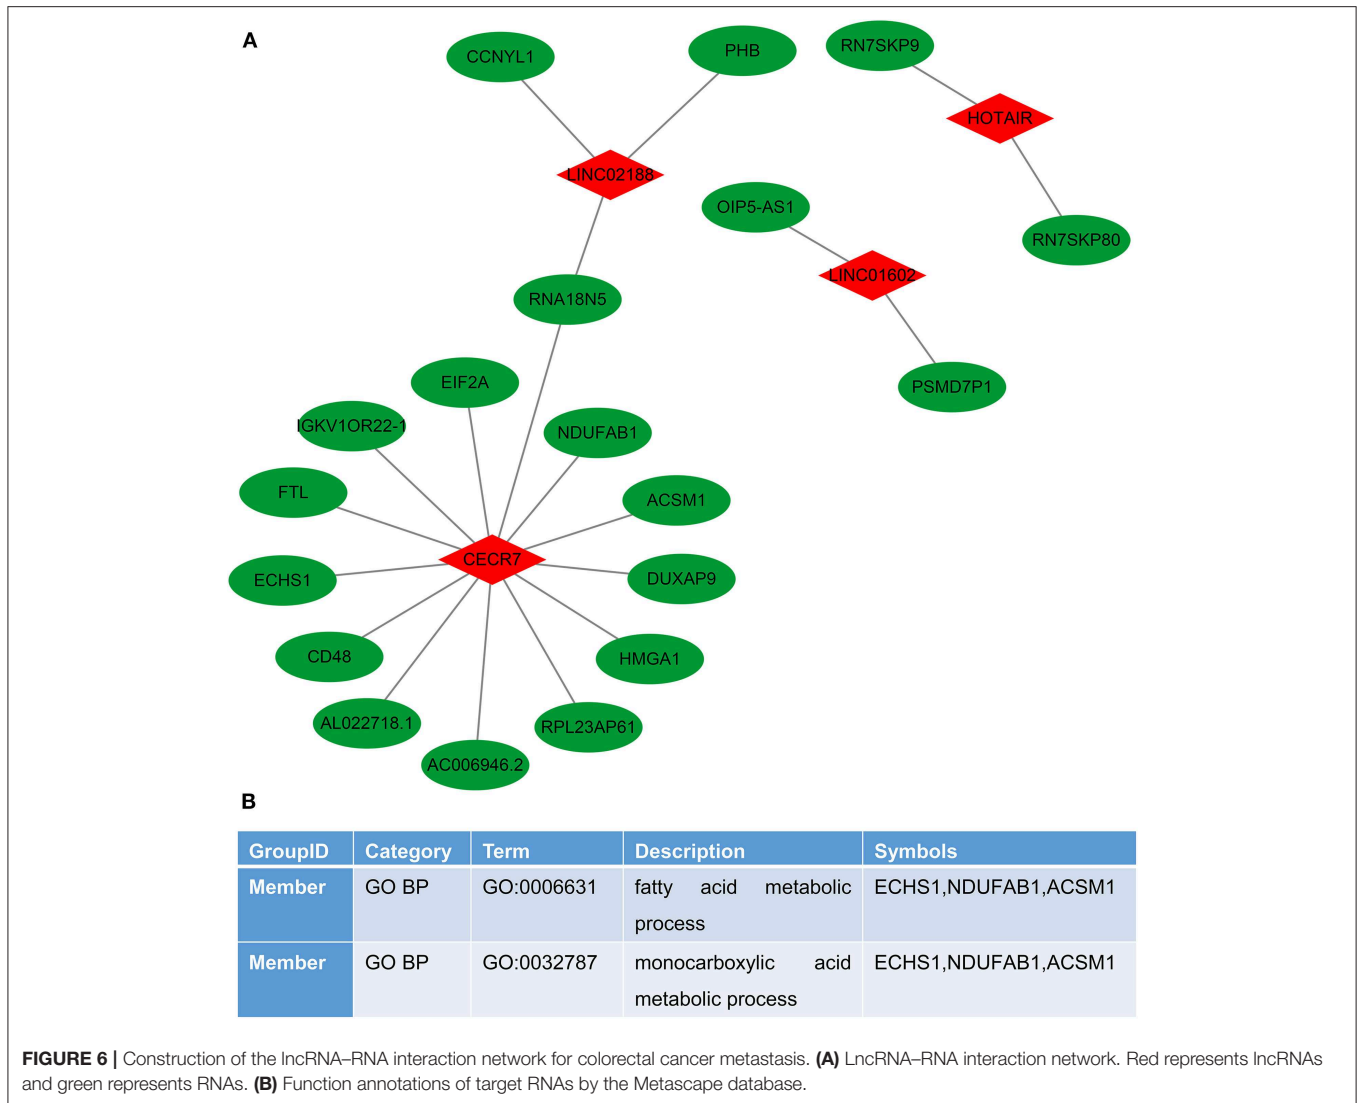 A
CCNYL1
PHB
RN7SKP9
HOTAIR
LINC02188
OIP5-AS1
RN7SKP80
LINC01602
RNA18N5
PSMD7P1
EIF2A
IGKV1OR22-1
NDUFAB1
FTL
ACSM1
CECR7
ECHS1
DUXAP9
CD48
HMGA1
AL022718.1
RPL23AP61
AC006946.2
B
GroupID Category Term Description Symbols
Member GO BP GO:0006631 fatty acid metabolic ECHS1,NDUFAB1,ACSM1
process
Member GO BP GO:0032787 monocarboxylic acid ECHS1,NDUFAB1,ACSM1
metabolic process
FIGURE 6 | Construction of the lncRNA–RNA interaction network for colorectal cancer metastasis. (A) LncRNA–RNA interaction network. Red represents lncRNAs
and green represents RNAs. (B) Function annotations of target RNAs by the Metascape database.